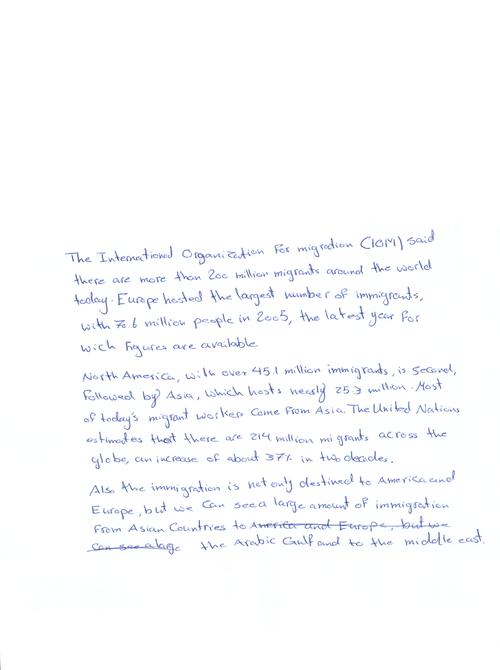 The International Organization For migration (IOM) said
there are more than 200 million migrants around the world
today. Europe hosted the largest number of immigrants,
with 70.6 million people in 2005, the latest year For
wich Figures are available
North America, with over 45.1 million immigrants, is Second,
Followed by Asia, which hosts nearly 25.3 million. Most
of today's migrant workers Come From Asia. The United Nations
estimates that there are 214 million migrants across the
globe, an increase of about 37% in two decades.
Also the immigration is not only destined to America and
Europe, but we Can see a large amount of immigration
From Asian Countries to America and Europe, but we
Can see a large the Arabic Gulf and to the middle east.